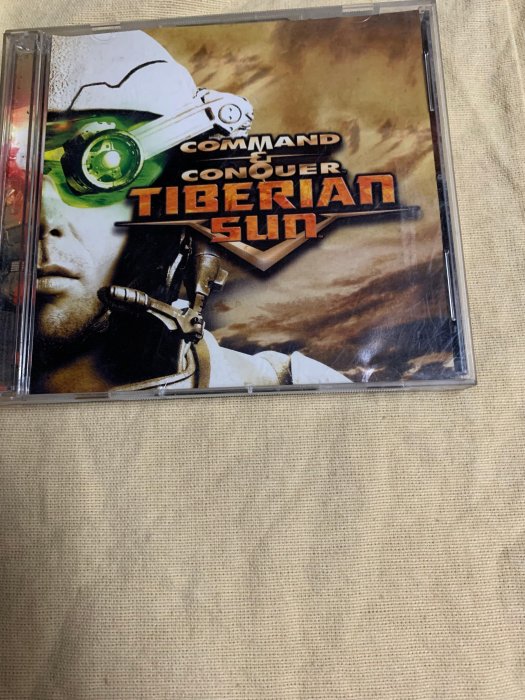 COMMAND
&
CONQUER
TIBERIAN
SUN